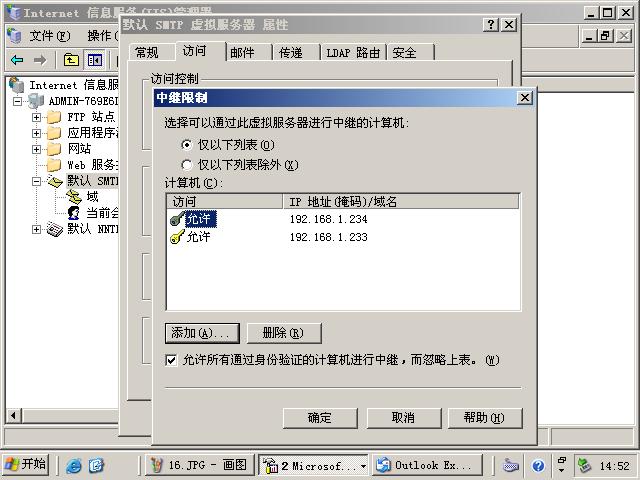 Internet 信息服务(IIS)管理器
默认 SMTP 虚拟服务器 属性
文件(F) 操作(
常规 访问 邮件 传递 LDAP 路由 安全
访问控制
Internet 信息服
ADMIN-769E6
FTP 站点
应用程序
网站
Web 服务
默认 SMTP
域
当前会
默认 NNT
中继限制
选择可以通过此虚拟服务器进行中继的计算机:
仅以下列表(O)
仅以下列表除外(X)
计算机(C):
访问 IP 地址(掩码)/域名
允许 192.168.1.234
允许 192.168.1.233
添加(A)... 删除(R)
允许所有通过身份验证的计算机进行中继，而忽略上表。(W)
确定 取消 帮助(H)
开始 16.JPG - 画图 2 Microsof... Outlook Ex... 14:52